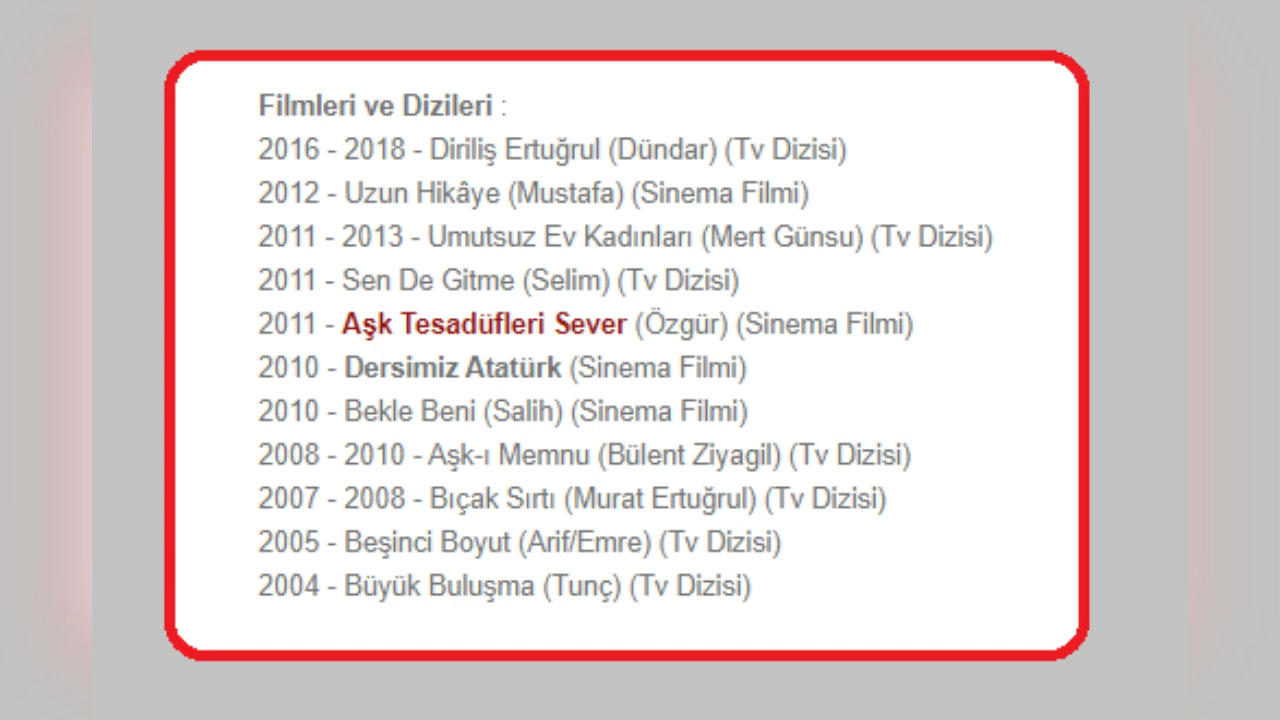 Filmleri ve Dizileri :
2016 - 2018 - Diriliş Ertuğrul (Dündar) (Tv Dizisi)
2012 - Uzun Hikâye (Mustafa) (Sinema Filmi)
2011 - 2013 - Umutsuz Ev Kadınları (Mert Günsu) (Tv Dizisi)
2011 - Sen De Gitme (Selim) (Tv Dizisi)
2011 - Aşk Tesadüfleri Sever (Özgür) (Sinema Filmi)
2010 - Dersimiz Atatürk (Sinema Filmi)
2010 - Bekle Beni (Salih) (Sinema Filmi)
2008 - 2010 - Aşk-ı Memnu (Bülent Ziyagil) (Tv Dizisi)
2007 - 2008 - Bıçak Sırtı (Murat Ertuğrul) (Tv Dizisi)
2005 - Beşinci Boyut (Arif/Emre) (Tv Dizisi)
2004 - Büyük Buluşma (Tunç) (Tv Dizisi)